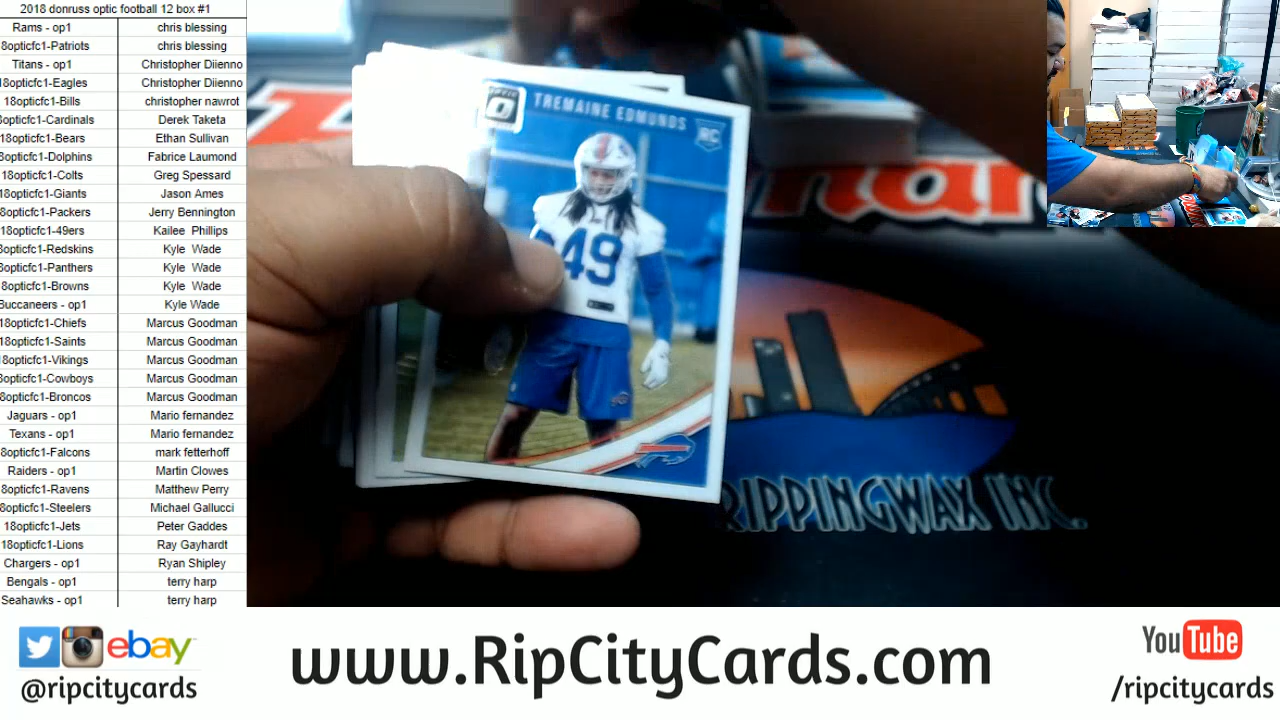 2018 donruss optic football 12 box #1
Rams - op1 chris blessing
8opticfc1-Patriots chris blessing
Titans - op1 Christopher Diienno
8opticfc1-Eagles Christopher Diienno
18opticfc1-Bills christopher nawrot
8opticfc1-Cardinals Derek Taketa
18opticfc1-Bears Ethan Sullivan
8opticfc1-Dolphins Fabrice Laumond
18opticfc1-Colts Greg Spessard
18opticfc1-Giants Jason Ames
8opticfc1-Packers Jerry Bennington
18opticfc1-49ers Kailee Phillips
8opticfc1-Redskins Kyle Wade
8opticfc1-Panthers Kyle Wade
8opticfc1-Browns Kyle Wade
Buccaneers - op1 Kyle Wade
8opticfc1-Chiefs Marcus Goodman
18opticfc1-Saints Marcus Goodman
8opticfc1-Vikings Marcus Goodman
8opticfc1-Cowboys Marcus Goodman
8opticfc1-Broncos Marcus Goodman
Jaguars - op1 Mario fernandez
Texans - op1 Mario fernandez
8opticfc1-Falcons mark fetterhoff
Raiders - op1 Martin Clowes
8opticfc1-Ravens Matthew Perry
8opticfc1-Steelers Michael Gallucci
18opticfc1-Jets Peter Gaddes
18opticfc1-Lions Ray Gayhardt
Chargers - op1 Ryan Shipley
Bengals - op1 terry harp
Seahawks - op1 terry harp
TREMAINE EDMUNDS
RC
49
RIPPINGWAX INC.
ebay
@ripcitycards
www.RipCityCards.com
YouTube
/ripcitycards